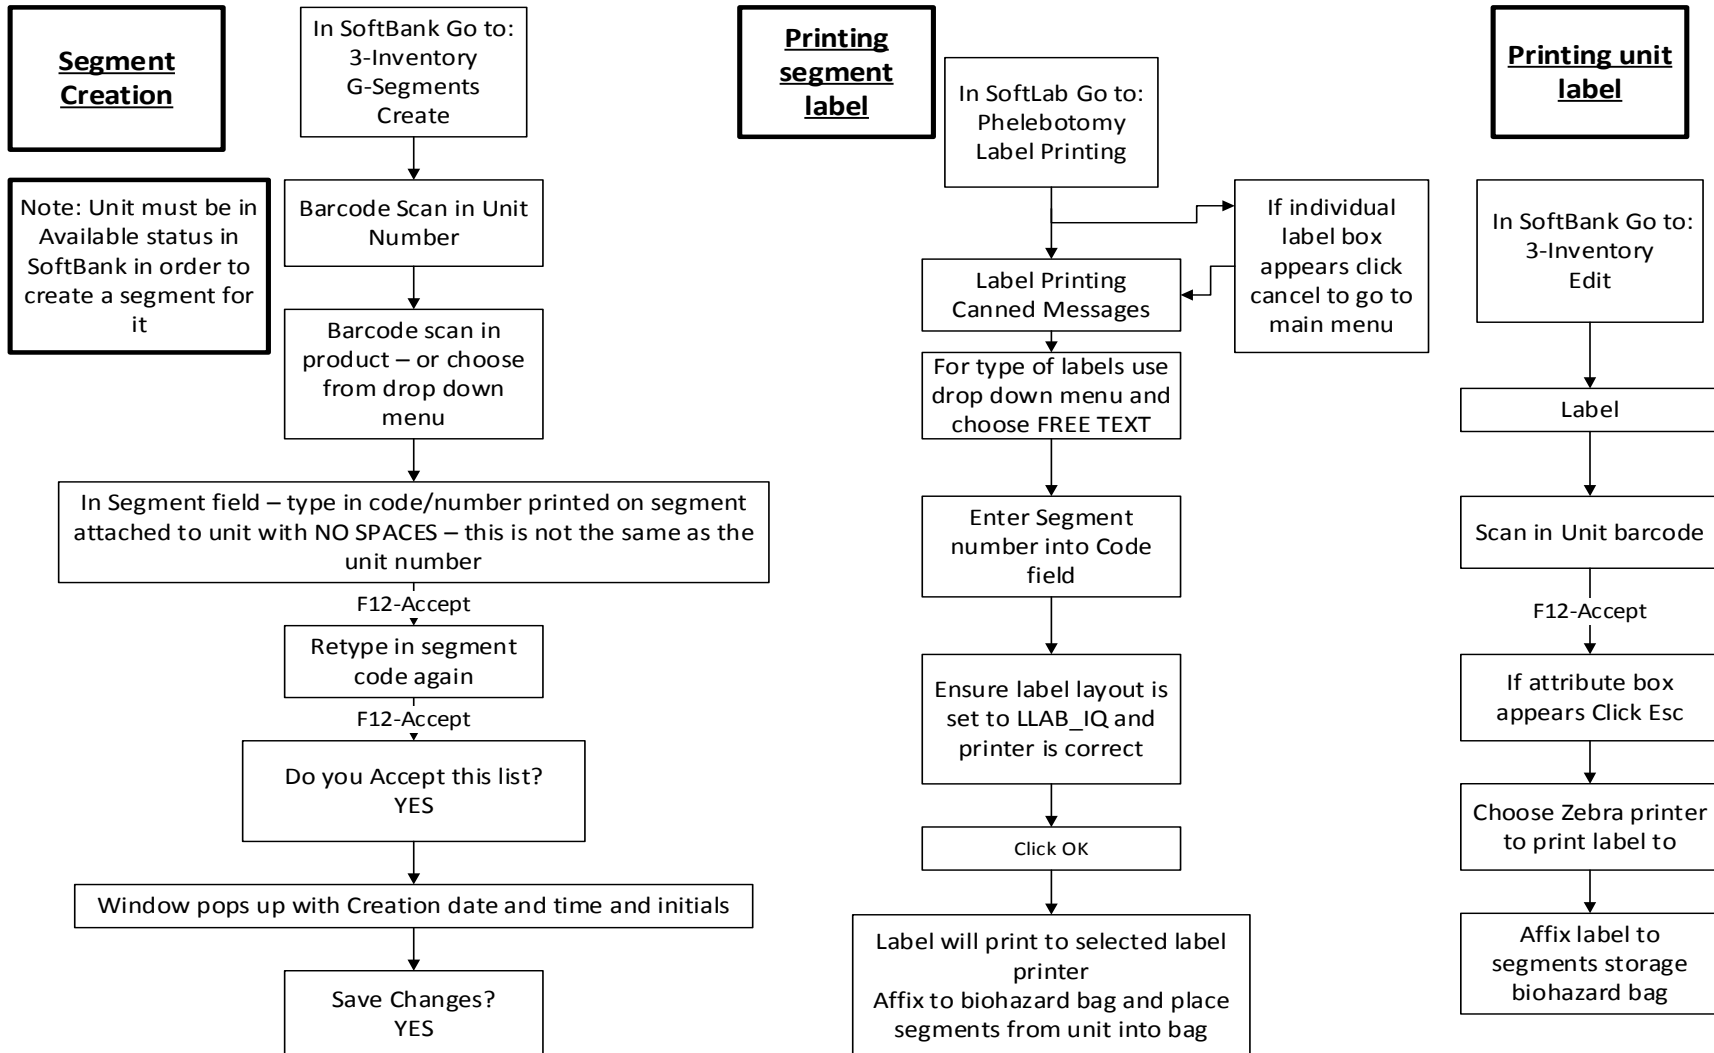 Segment
Creation
Note: Unit must be in
Available status in
SoftBank in order to
create a segment for
it
In SoftBank Go to:
3-Inventory
G-Segments
Create
Barcode Scan in Unit
Number
Barcode scan in
product – or choose
from drop down
menu
In Segment field – type in code/number printed on segment
attached to unit with NO SPACES – this is not the same as the
unit number
F12-Accept
Retype in segment
code again
F12-Accept
Do you Accept this list?
YES
Window pops up with Creation date and time and initials
Save Changes?
YES
Printing
segment
label
In SoftLab Go to:
Phelebotomy
Label Printing
If individual
label box
appears click
cancel to go to
main menu
Label Printing
Canned Messages
For type of labels use
drop down menu and
choose FREE TEXT
Enter Segment
number into Code
field
Ensure label layout is
set to LLAB_IQ and
printer is correct
Click OK
Label will print to selected label
printer
Affix to biohazard bag and place
segments from unit into bag
Printing unit
label
In SoftBank Go to:
3-Inventory
Edit
Label
Scan in Unit barcode
F12-Accept
If attribute box
appears Click Esc
Choose Zebra printer
to print label to
Affix label to
segments storage
biohazard bag